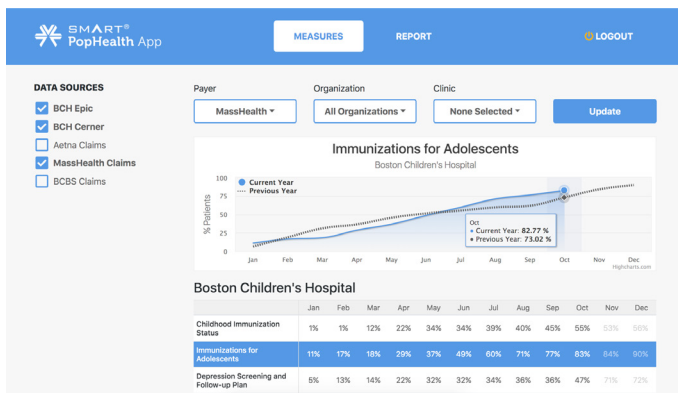 SMART®
PopHealth App
MEASURES
REPORT
LOGOUT
DATA SOURCES
BCH Epic
BCH Cerner
Aetna Claims
MassHealth Claims
BCBS Claims
Payer
Organization
Clinic
MassHealth
All Organizations
None Selected
Update
Immunizations for Adolescents
Boston Children's Hospital
Current Year
Previous Year
% Patients
100
75
50
25
0
Oct
Current Year: 82.77 %
Previous Year: 73.02 %
Jan Feb Mar Apr May Jun Jul Aug Sep Oct Nov Dec
Highcharts.com
Boston Children's Hospital
Jan Feb Mar Apr May Jun Jul Aug Sep Oct Nov Dec
Childhood Immunization
Status
1% 1% 12% 22% 34% 34% 39% 40% 45% 55% 53% 56%
Immunizations for
Adolescents
11% 17% 18% 29% 37% 49% 60% 71% 77% 83% 84% 90%
Depression Screening and
Follow-up Plan
5% 13% 14% 22% 32% 32% 34% 36% 36% 47% 71% 72%